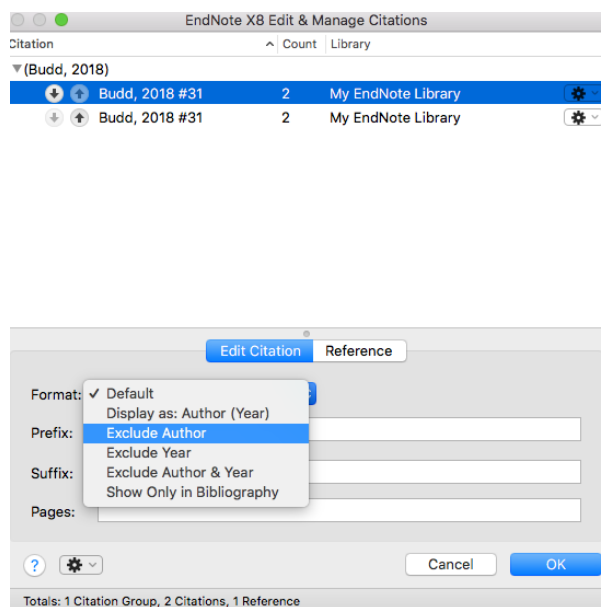 EndNote X8 Edit & Manage Citations
Citation Count Library
(Budd, 2018)
Budd, 2018 #31 2 My EndNote Library
Budd, 2018 #31 2 My EndNote Library
Edit Citation Reference
Format: ✓ Default
Display as: Author (Year)
Prefix: Exclude Author
Exclude Year
Suffix: Exclude Author & Year
Show Only in Bibliography
Pages:
? Cancel OK
Totals: 1 Citation Group, 2 Citations, 1 Reference